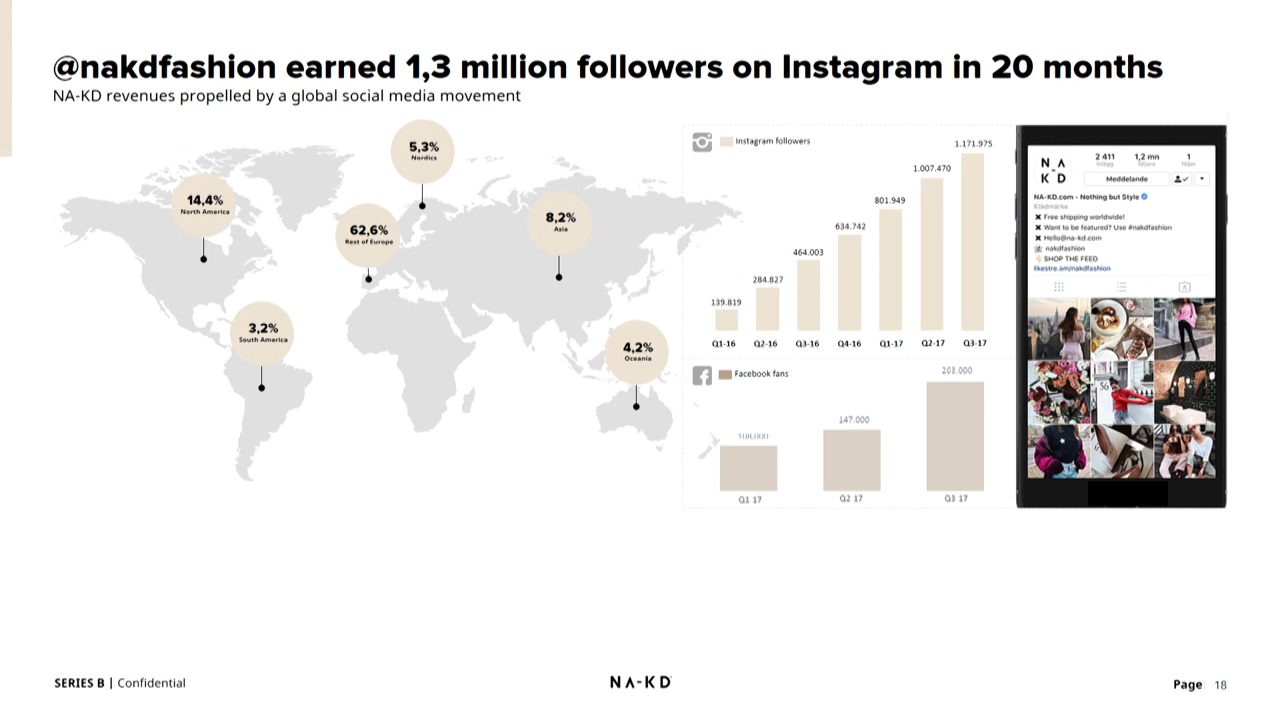 @nakdfashion earned 1,3 million followers on Instagram in 20 months
NA-KD revenues propelled by a global social media movement
5,3%
Nordics
14,4%
North America
62,6%
Rest of Europe
8,2%
Asia
3,2%
South America
4,2%
Oceania
Instagram followers
139.819
284.827
464.003
634.742
801.949
1.007.470
1.171.975
Q1-16 Q2-16 Q3-16 Q4-16 Q1-17 Q2-17 Q3-17
Facebook fans
147.000
Q1 17 Q2 17 Q3 17
N A
K D
2 411 1,2 mn 1
inlägg följare följer
Meddelande
NA-KD.com - Nothing but Style
Klädmärke
Free shipping worldwide!
Want to be featured? Use #nakdfashion
Hello@na-kd.com
nakdfashion
SHOP THE FEED
likestre.am/nakdfashion
SERIES B | Confidential
NA-KD
Page 18